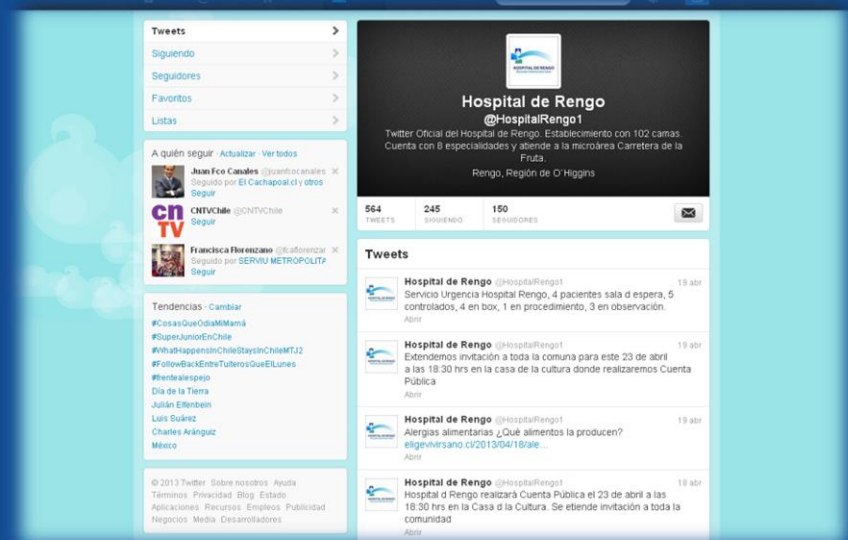 Tweets
Siguiendo
Seguidores
Favoritos
Listas
A quién seguir · Actualizar · Ver todos
Juan Fco Canales @juanfcocanales
Seguido por El Cachapoal.cl y otros
Seguir
CNTVChile @CNTVChile
Seguir
Francisca Florenzano @fcaflorenzar
Seguido por SERVIU METROPOLITA
Seguir
Tendencias · Cambiar
#CosasQueOdiaMiMamá
#SuperJuniorEnChile
#WhatHappensInChileStaysInChileMTJ2
#FollowBackEntreTuiterosQueElLunes
#frentealespejo
Día de la Tierra
Julián Elfenbein
Luis Suárez
Charles Aránguiz
México
© 2013 Twitter Sobre nosotros Ayuda
Términos Privacidad Blog Estado
Aplicaciones Recursos Empleos Publicidad
Negocios Media Desarrolladores
HOSPITAL DE RENGO
Hospital de Rengo
@HospitalRengo1
Twitter Oficial del Hospital de Rengo. Establecimiento con 102 camas.
Cuenta con 8 especialidades y atiende a la microárea Carretera de la
Fruta.
Rengo, Región de O'Higgins
564 245 150
TWEETS SIGUIENDO SEGUIDORES
Tweets
Hospital de Rengo @HospitalRengo1 19 abr
Servicio Urgencia Hospital Rengo, 4 pacientes sala d espera, 5
controlados, 4 en box, 1 en procedimiento, 3 en observación.
Abrir
Hospital de Rengo @HospitalRengo1 19 abr
Extendemos invitación a toda la comuna para este 23 de abril
a las 18:30 hrs en la casa de la cultura donde realizaremos Cuenta
Pública
Abrir
Hospital de Rengo @HospitalRengo1 19 abr
Alergias alimentarias ¿Qué alimentos la producen?
eligevivirsano.cl/2013/04/18/ale...
Abrir
Hospital de Rengo @HospitalRengo1 18 abr
Hospital d Rengo realizará Cuenta Pública el 23 de abril a las
18:30 hrs en la Casa d la Cultura. Se etiende invitación a toda la
comunidad
Abrir